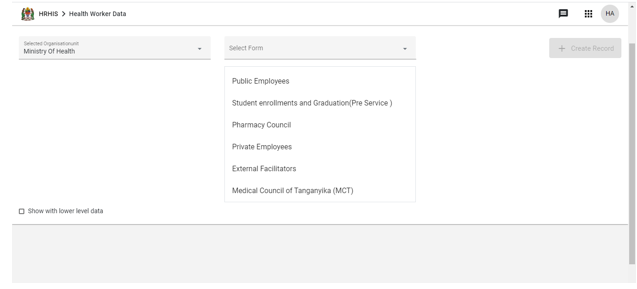 HRHIS > Health Worker Data
HA
Selected Organisationunit
Ministry Of Health
Select Form
+ Create Record
Public Employees
Student enrollments and Graduation(Pre Service )
Pharmacy Council
Private Employees
External Facilitators
Medical Council of Tanganyika (MCT)
Show with lower level data